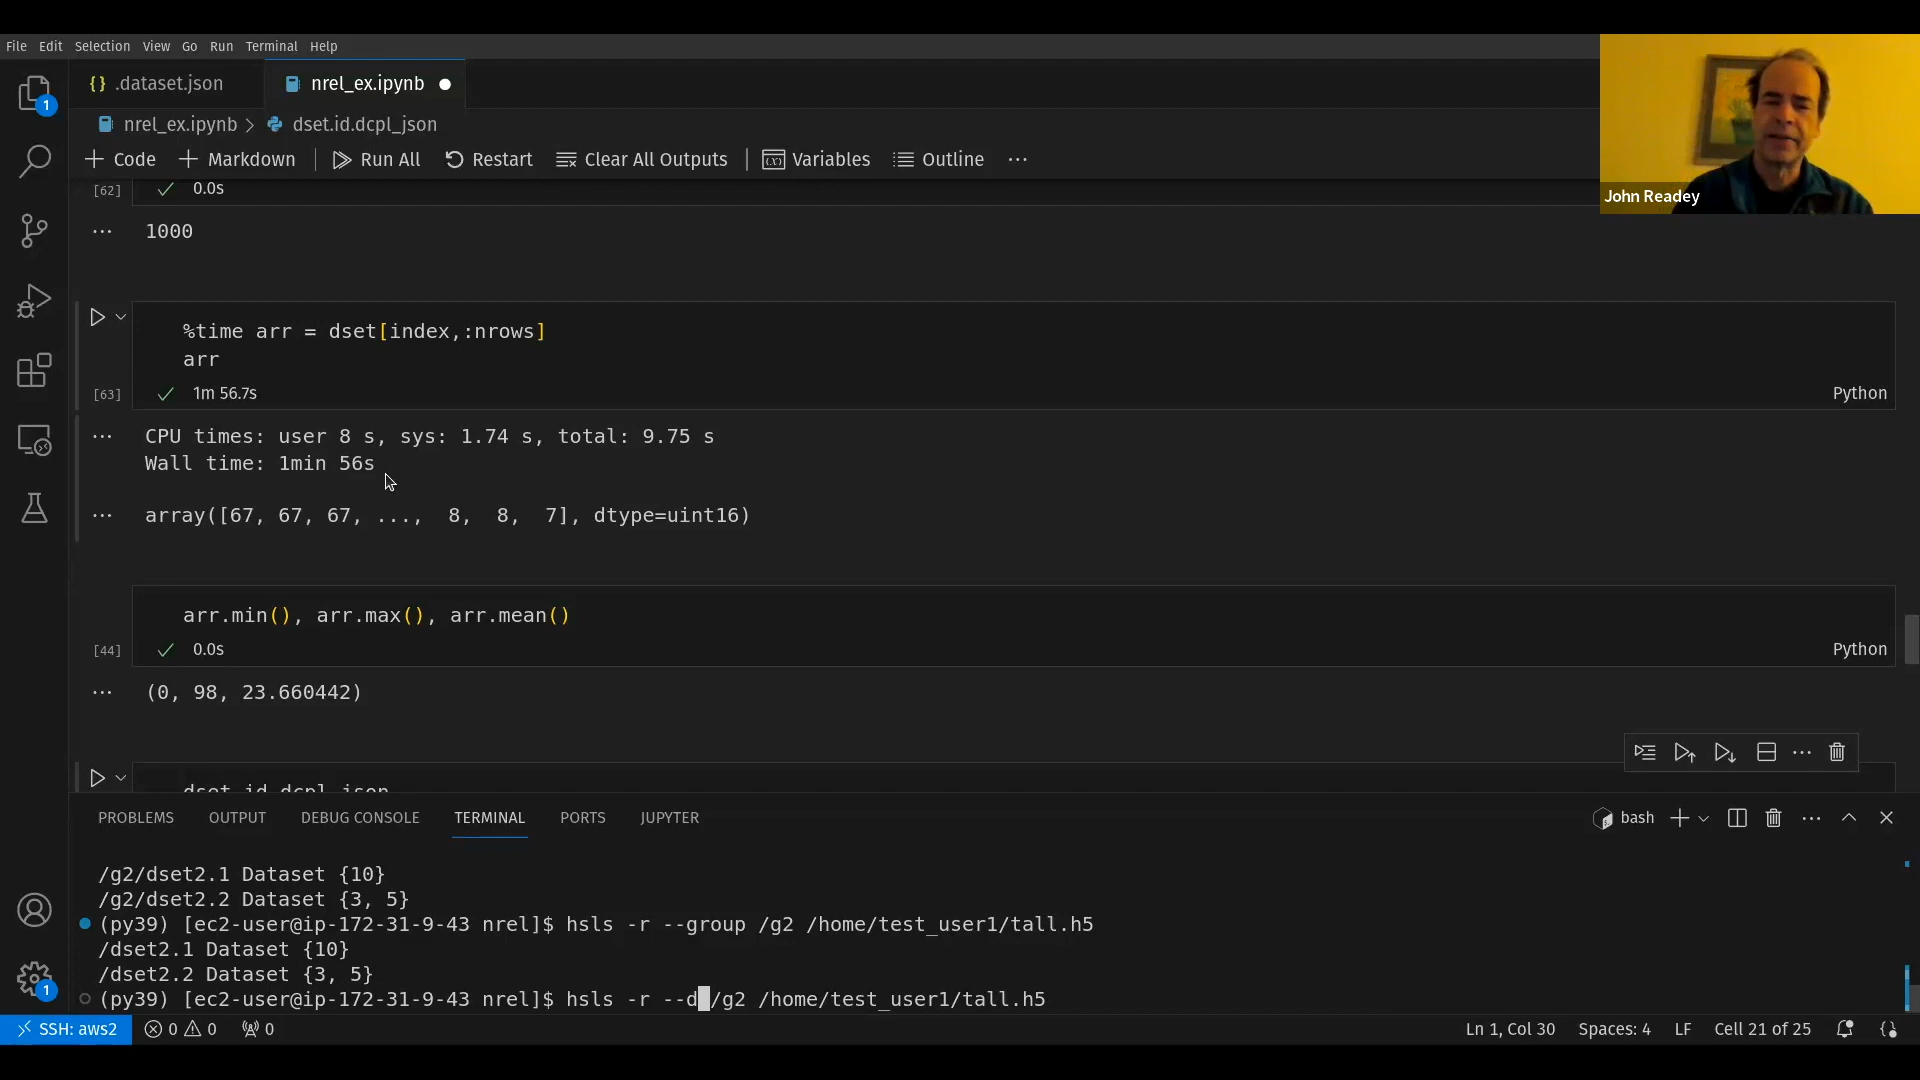 File Edit Selection View Go Run Terminal Help
{} .dataset.json nrel_ex.ipynb
nrel_ex.ipynb > dset.id.dcpl_json
+ Code + Markdown Run All Restart Clear All Outputs Variables Outline ...
John Readey
[62] 0.0s
1000
%time arr = dset[index,:nrows]
arr
[63] 1m 56.7s Python
CPU times: user 8 s, sys: 1.74 s, total: 9.75 s
Wall time: 1min 56s
array([67, 67, 67, ..., 8, 8, 7], dtype=uint16)
arr.min(), arr.max(), arr.mean()
[44] 0.0s Python
(0, 98, 23.660442)
dset.id.dcpl_json
PROBLEMS OUTPUT DEBUG CONSOLE TERMINAL PORTS JUPYTER bash
/g2/dset2.1 Dataset {10}
/g2/dset2.2 Dataset {3, 5}
(py39) [ec2-user@ip-172-31-9-43 nrel]$ hsls -r --group /g2 /home/test_user1/tall.h5
/dset2.1 Dataset {10}
/dset2.2 Dataset {3, 5}
(py39) [ec2-user@ip-172-31-9-43 nrel]$ hsls -r --d /g2 /home/test_user1/tall.h5
SSH: aws2 0 0 0 Ln 1, Col 30 Spaces: 4 LF Cell 21 of 25